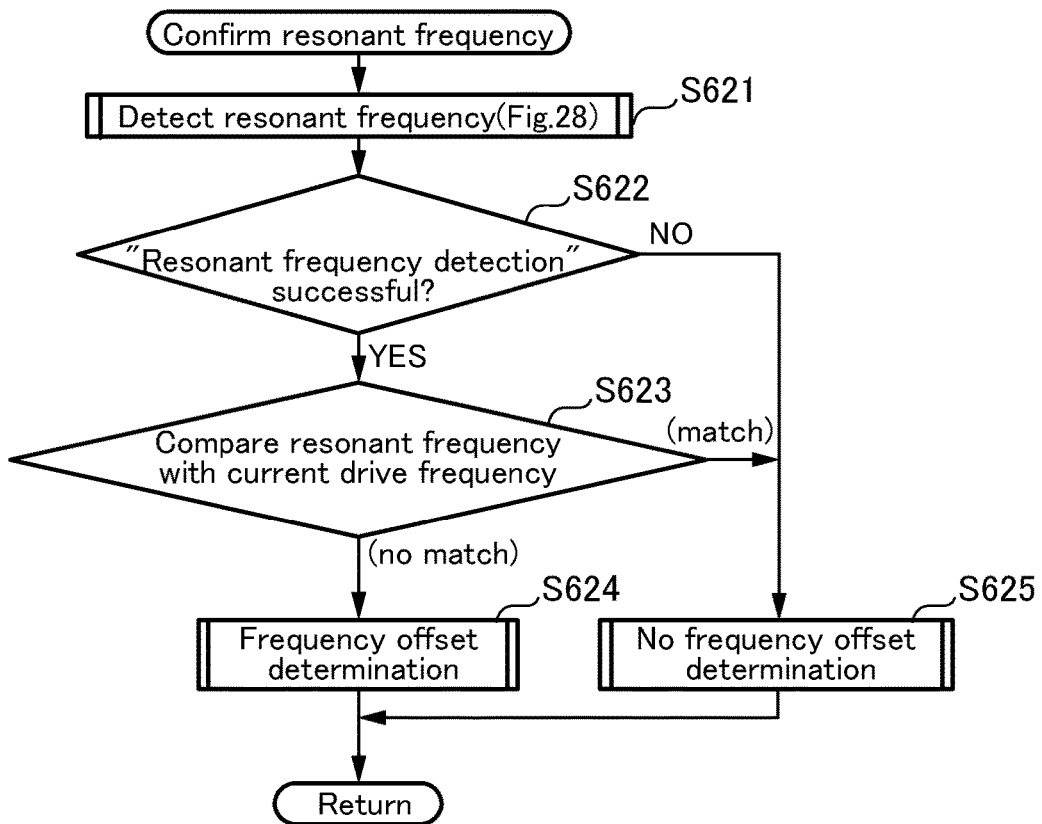 Confirm resonant frequency
S621
Detect resonant frequency(Fig.28)
S622
NO
"Resonant frequency detection"
successful?
YES
S623
(match)
Compare resonant frequency
with current drive frequency
(no match)
S624
S625
Frequency offset
determination
No frequency offset
determination
Return